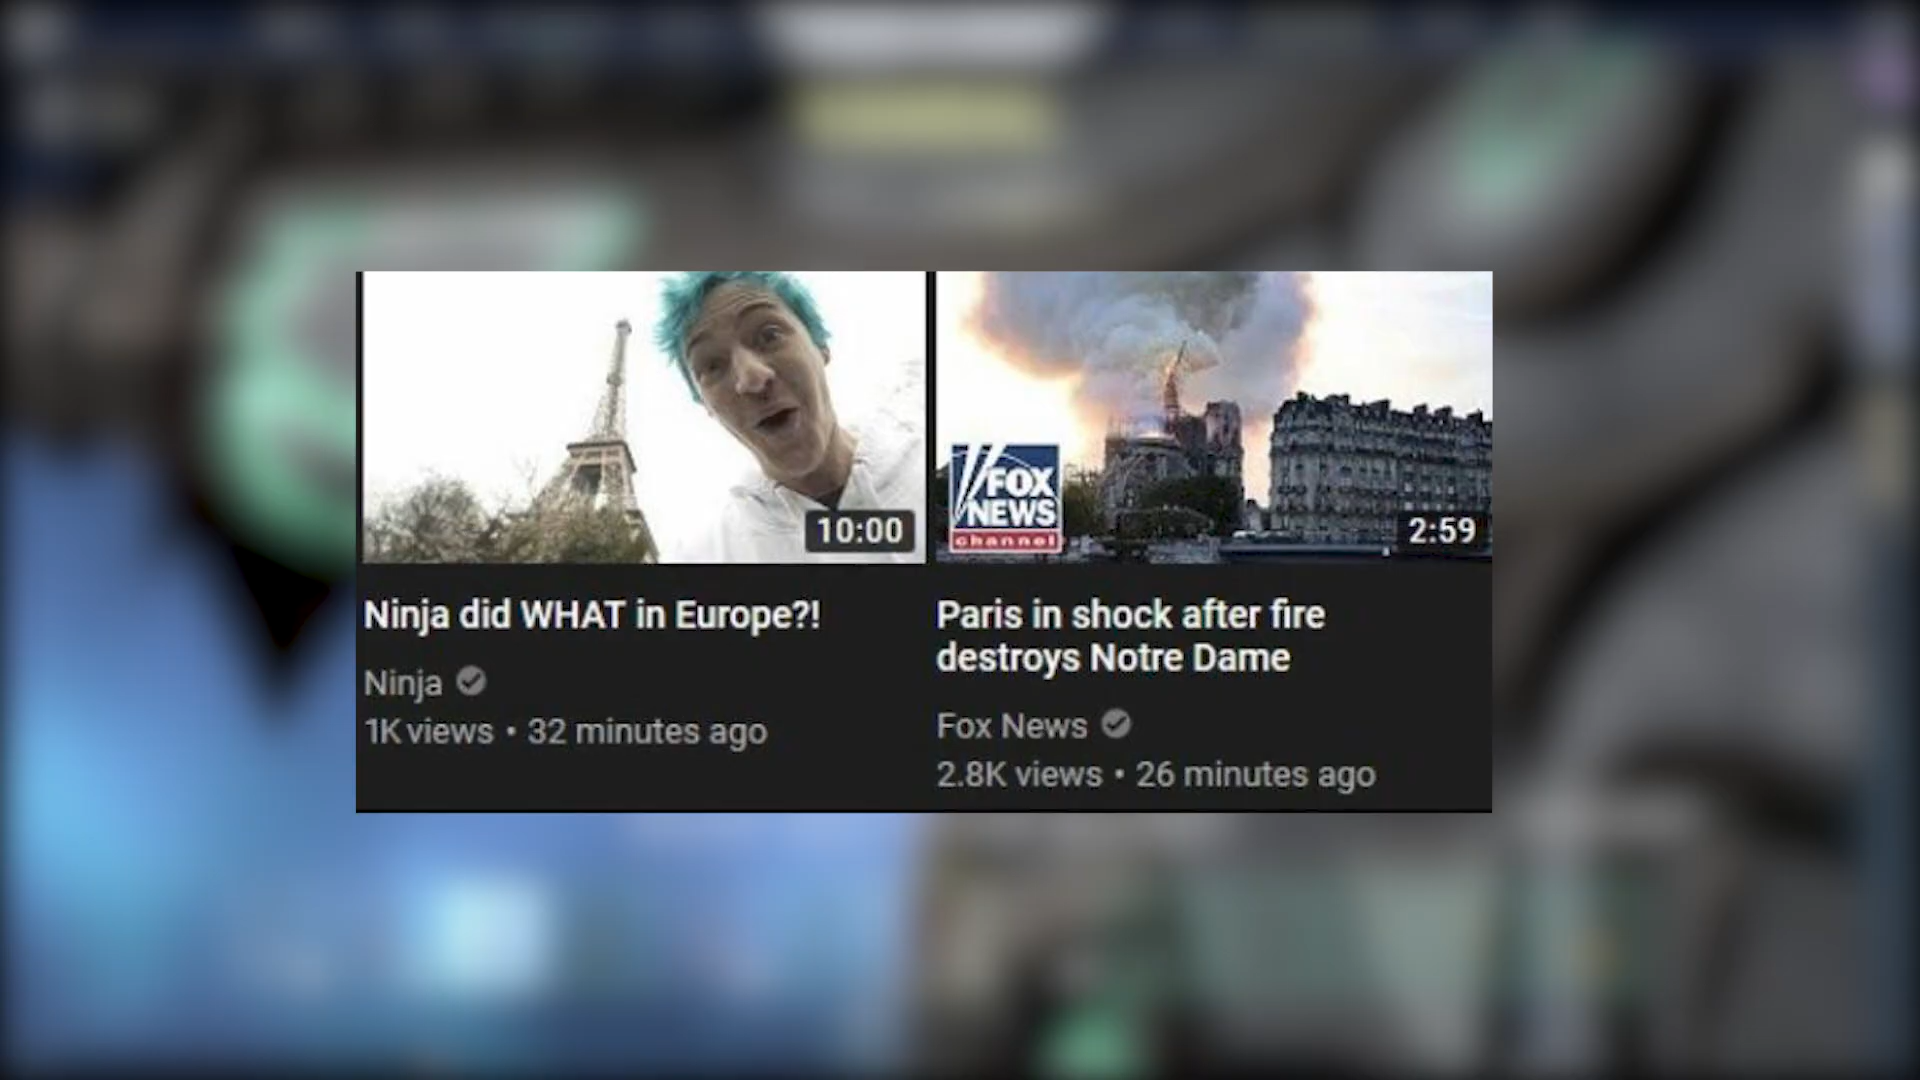 10:00
FOX
NEWS
channel
2:59
Ninja did WHAT in Europe?!
Ninja
1K views • 32 minutes ago
Paris in shock after fire
destroys Notre Dame
Fox News
2.8K views • 26 minutes ago